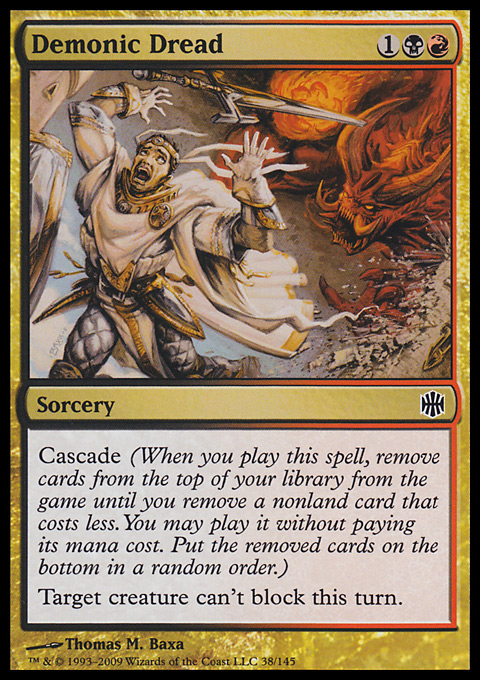 Demonic Dread 1
Sorcery
Cascade (When you play this spell, remove
cards from the top of your library from the
game until you remove a nonland card that
costs less. You may play it without paying
its mana cost. Put the removed cards on the
bottom in a random order.)
Target creature can't block this turn.
Thomas M. Baxa
™ & © 1993–2009 Wizards of the Coast LLC 38/145